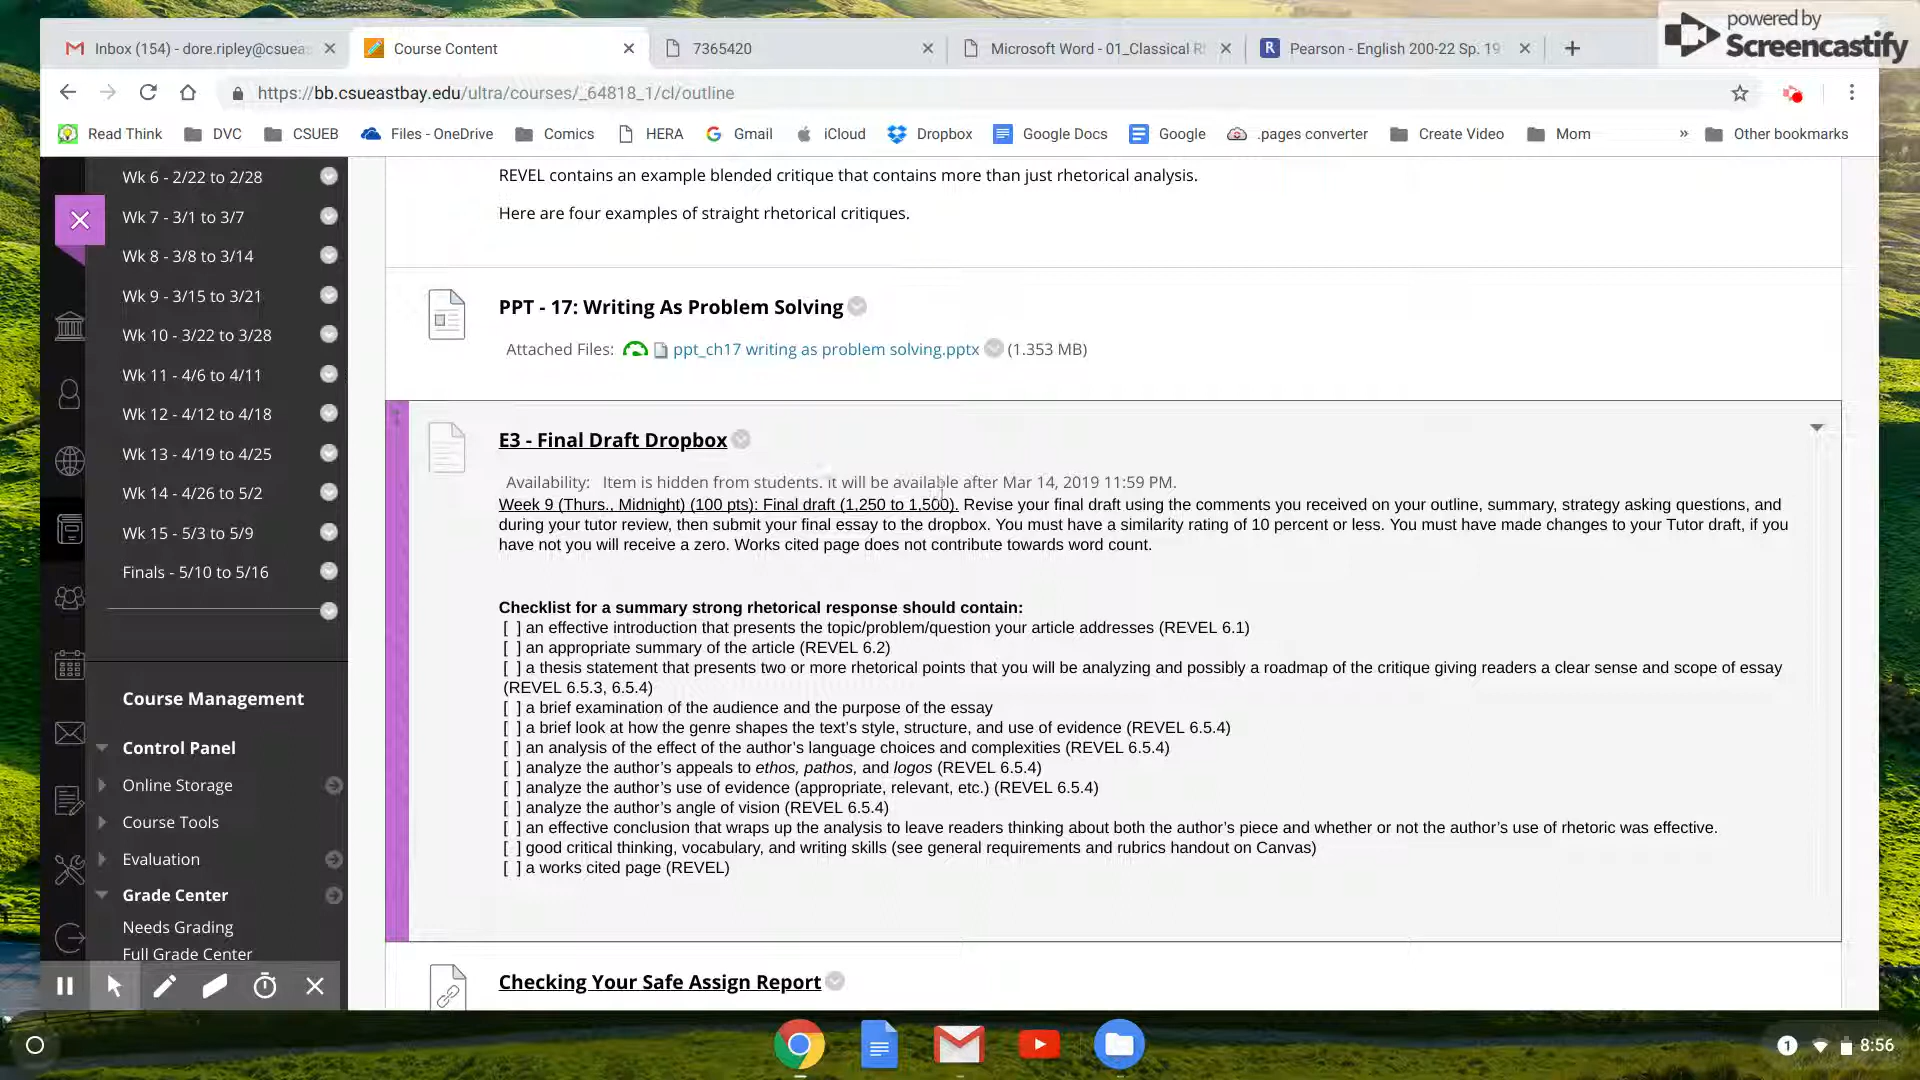 powered by
Screencastify
Inbox (154) - dore.ripley@csueas
Course Content
7365420
Microsoft Word - 01_Classical R
Pearson - English 200-22 Sp. 19
https://bb.csueastbay.edu/ultra/courses/_64818_1/cl/outline
Read Think
DVC
CSUEB
Files - OneDrive
Comics
HERA
Gmail
iCloud
Dropbox
Google Docs
Google
.pages converter
Create Video
Mom
»
Other bookmarks
Wk 6 - 2/22 to 2/28
Wk 7 - 3/1 to 3/7
Wk 8 - 3/8 to 3/14
Wk 9 - 3/15 to 3/21
Wk 10 - 3/22 to 3/28
Wk 11 - 4/6 to 4/11
Wk 12 - 4/12 to 4/18
Wk 13 - 4/19 to 4/25
Wk 14 - 4/26 to 5/2
Wk 15 - 5/3 to 5/9
Finals - 5/10 to 5/16
Course Management
Control Panel
Online Storage
Course Tools
Evaluation
Grade Center
Needs Grading
Full Grade Center
REVEL contains an example blended critique that contains more than just rhetorical analysis.
Here are four examples of straight rhetorical critiques.
PPT - 17: Writing As Problem Solving
Attached Files: ppt_ch17 writing as problem solving.pptx (1.353 MB)
E3 - Final Draft Dropbox
Availability: Item is hidden from students. It will be available after Mar 14, 2019 11:59 PM.
Week 9 (Thurs., Midnight) (100 pts): Final draft (1,250 to 1,500). Revise your final draft using the comments you received on your outline, summary, strategy asking questions, and
during your tutor review, then submit your final essay to the dropbox. You must have a similarity rating of 10 percent or less. You must have made changes to your Tutor draft, if you
have not you will receive a zero. Works cited page does not contribute towards word count.
Checklist for a summary strong rhetorical response should contain:
[ ] an effective introduction that presents the topic/problem/question your article addresses (REVEL 6.1)
[ ] an appropriate summary of the article (REVEL 6.2)
[ ] a thesis statement that presents two or more rhetorical points that you will be analyzing and possibly a roadmap of the critique giving readers a clear sense and scope of essay
(REVEL 6.5.3, 6.5.4)
[ ] a brief examination of the audience and the purpose of the essay
[ ] a brief look at how the genre shapes the text's style, structure, and use of evidence (REVEL 6.5.4)
[ ] an analysis of the effect of the author's language choices and complexities (REVEL 6.5.4)
[ ] analyze the author's appeals to ethos, pathos, and logos (REVEL 6.5.4)
[ ] analyze the author's use of evidence (appropriate, relevant, etc.) (REVEL 6.5.4)
[ ] analyze the author's angle of vision (REVEL 6.5.4)
[ ] an effective conclusion that wraps up the analysis to leave readers thinking about both the author's piece and whether or not the author's use of rhetoric was effective.
[ ] good critical thinking, vocabulary, and writing skills (see general requirements and rubrics handout on Canvas)
[ ] a works cited page (REVEL)
Checking Your Safe Assign Report
1
8:56